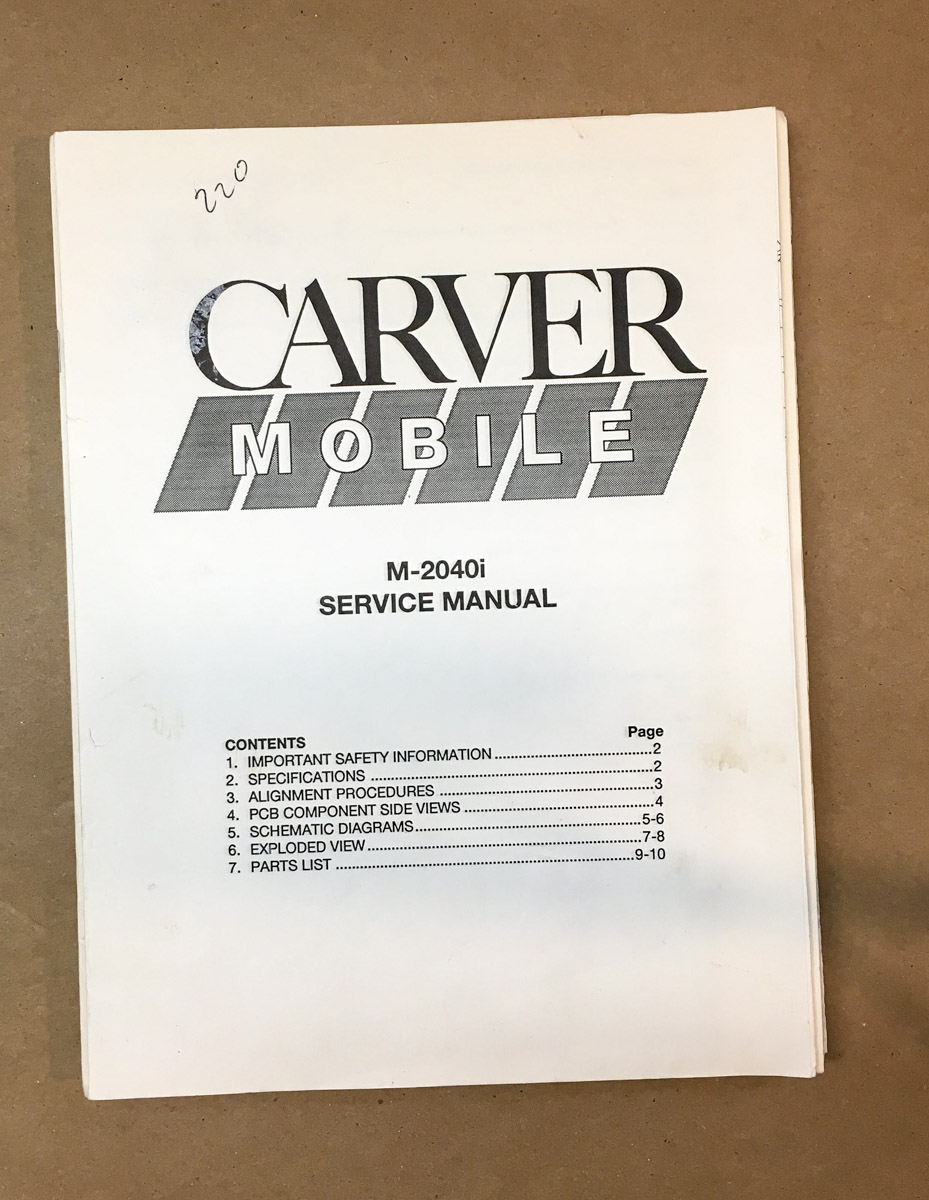 220
CARVER
MOBILE
M-2040i
SERVICE MANUAL
CONTENTS Page
1. IMPORTANT SAFETY INFORMATION ........................................2
2. SPECIFICATIONS ........................................................................2
3. ALIGNMENT PROCEDURES ......................................................3
4. PCB COMPONENT SIDE VIEWS ................................................4
5. SCHEMATIC DIAGRAMS..........................................................5-6
6. EXPLODED VIEW.....................................................................7-8
7. PARTS LIST ............................................................................9-10